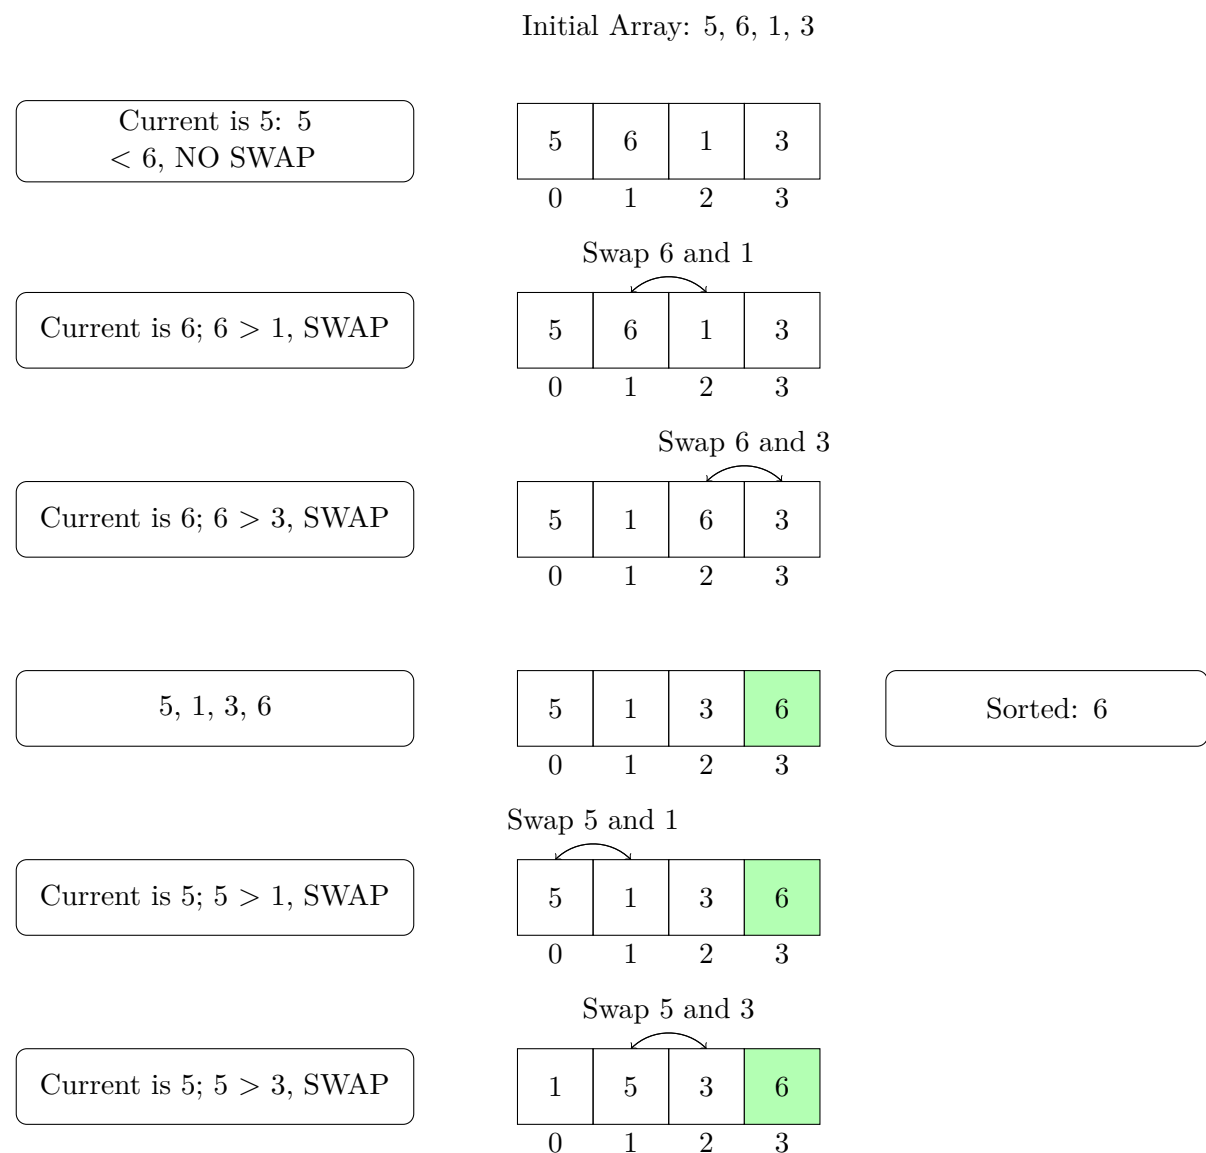 Initial Array: 5, 6, 1, 3
Current is 5: 5
< 6, NO SWAP
5 6 1 3
0 1 2 3
Swap 6 and 1
Current is 6; 6 > 1, SWAP
5 6 1 3
0 1 2 3
Swap 6 and 3
Current is 6; 6 > 3, SWAP
5 1 6 3
0 1 2 3
5, 1, 3, 6
5 1 3 6
Sorted: 6
0 1 2 3
Swap 5 and 1
Current is 5; 5 > 1, SWAP
5 1 3 6
0 1 2 3
Swap 5 and 3
Current is 5; 5 > 3, SWAP
1 5 3 6
0 1 2 3